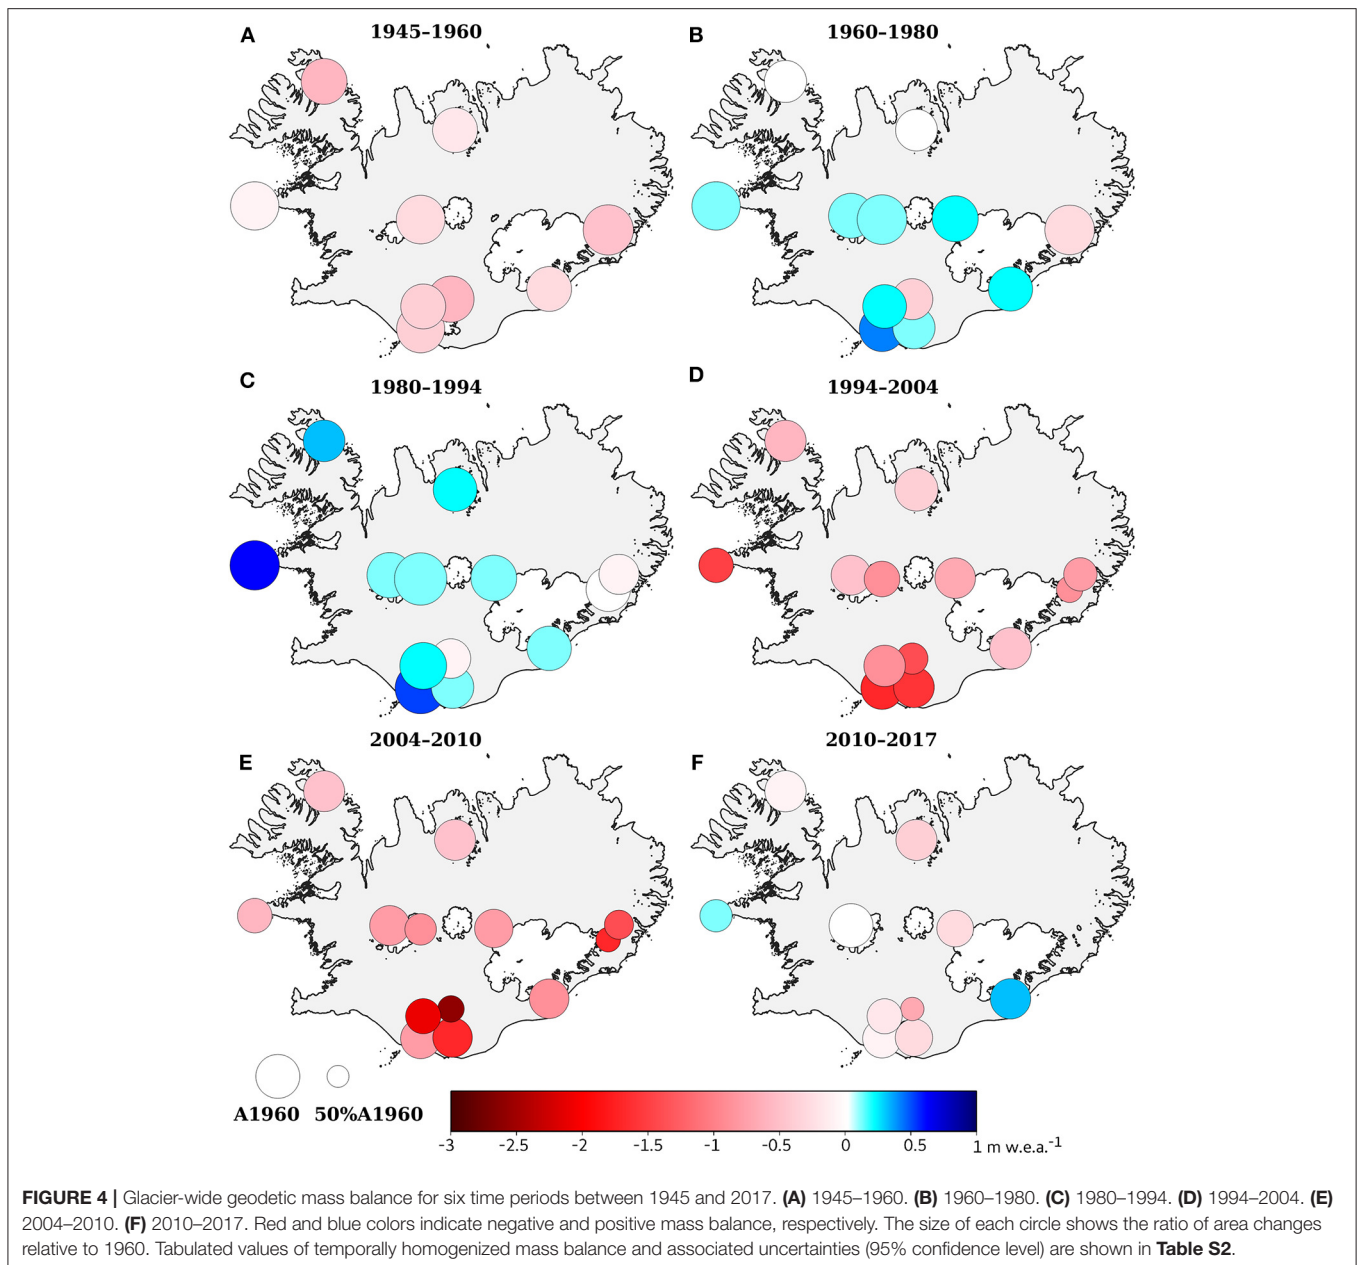 A
1945–1960
B
1960–1980
C
1980–1994
D
1994–2004
E
2004–2010
F
2010–2017
A1960 50%A1960
-3 -2.5 -2 -1.5 -1 -0.5 0 0.5 1 m w.e.a.-1
FIGURE 4 | Glacier-wide geodetic mass balance for six time periods between 1945 and 2017. (A) 1945–1960. (B) 1960–1980. (C) 1980–1994. (D) 1994–2004. (E)
2004–2010. (F) 2010–2017. Red and blue colors indicate negative and positive mass balance, respectively. The size of each circle shows the ratio of area changes
relative to 1960. Tabulated values of temporally homogenized mass balance and associated uncertainties (95% confidence level) are shown in Table S2.